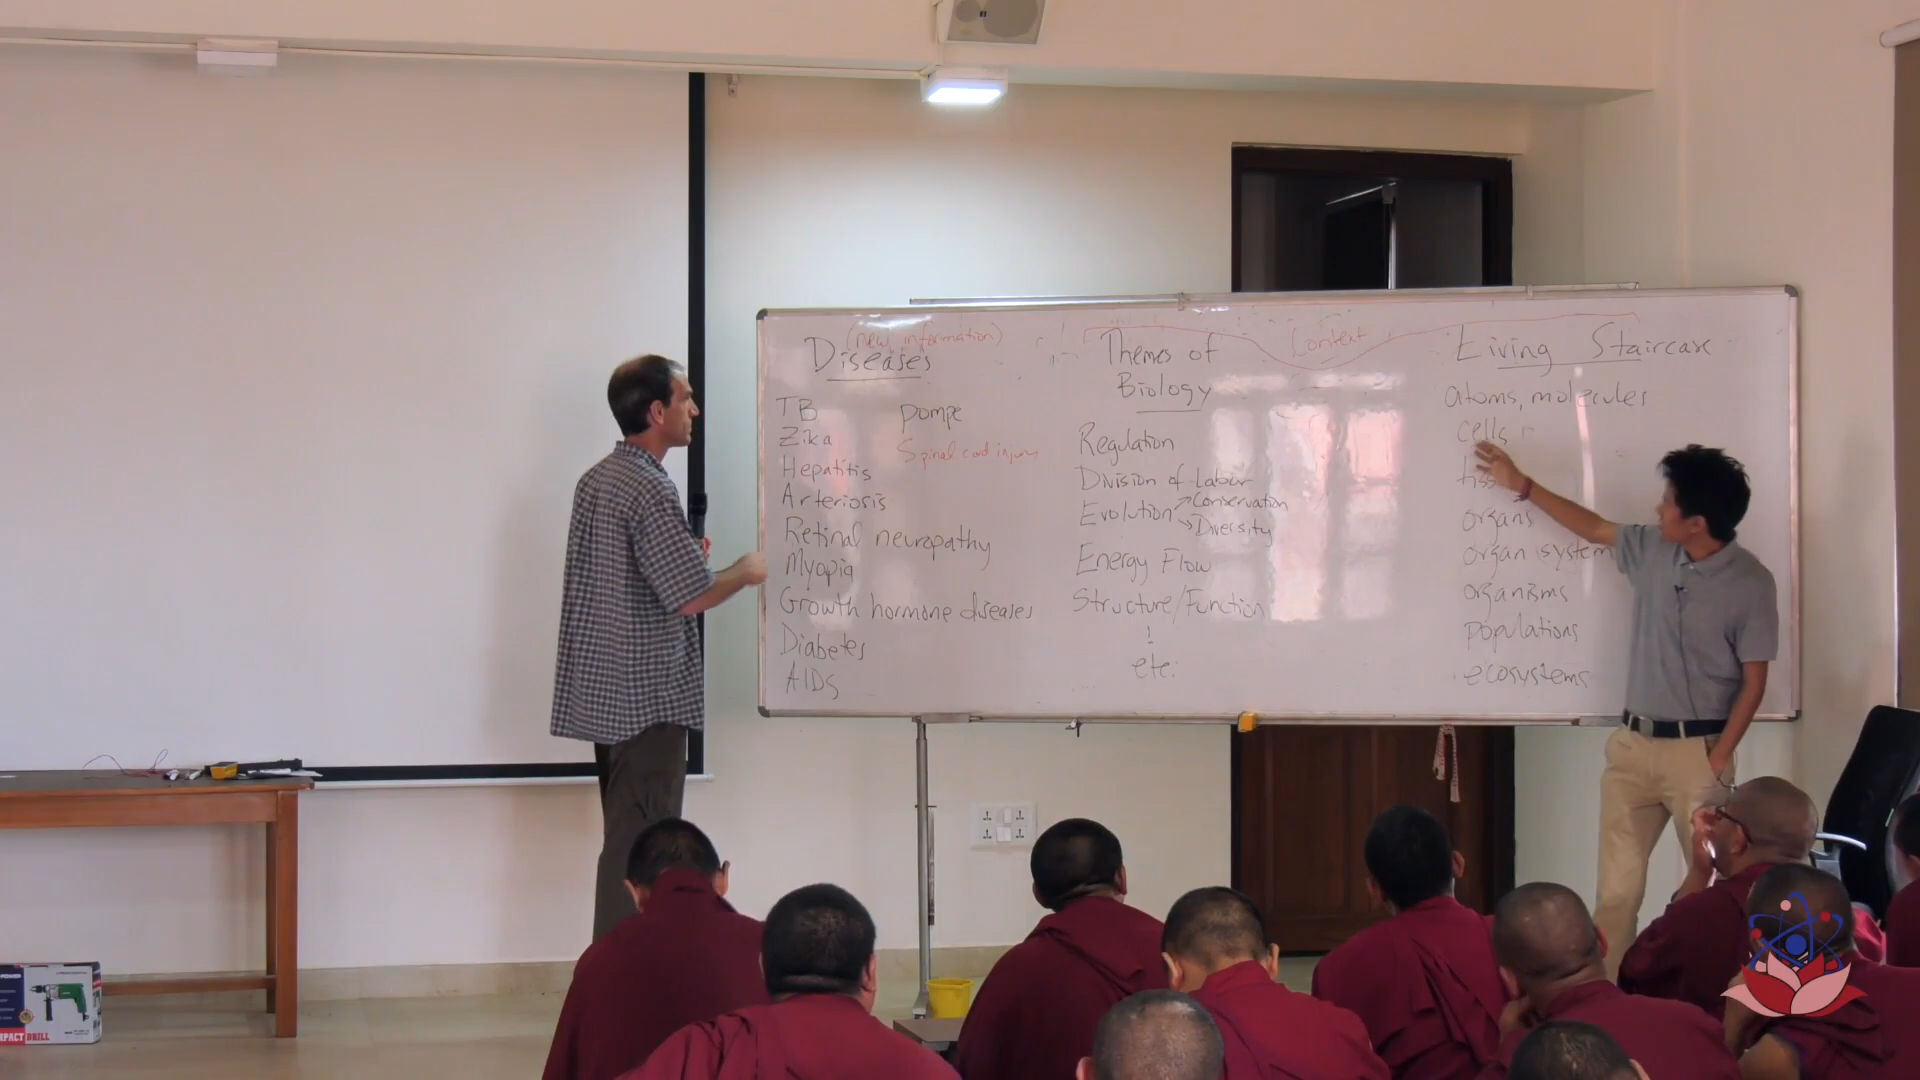 (new information)
Diseases
TB
Zika
Hepatitis
Arteriosis
Retinal neuropathy
Myopia
Growth hormone diseases
Diabetes
AIDS
pompe
Spinal cord injury
Themes of
Biology
Regulation
Division of Labor
Evolution
Conservation
Diversity
Energy Flow
Structure/Function
etc.
Context
Living Staircase
atoms, molecules
cells
organs
organ system
organisms
populations
ecosystems
DRILL